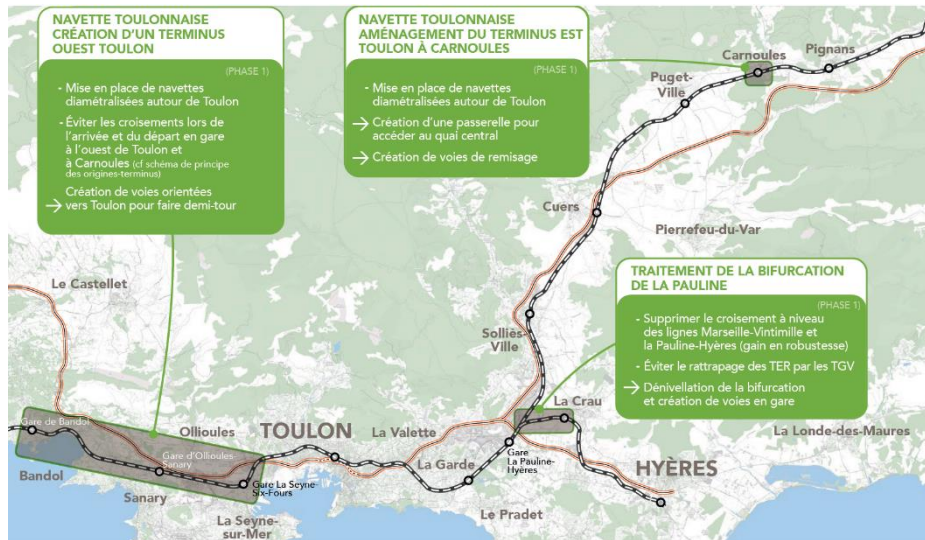 NAVETTE TOULONNAISE
CRÉATION D'UN TERMINUS
OUEST TOULON
(PHASE 1)
- Mise en place de navettes
diamétralisées autour de Toulon
- Éviter les croisements lors de
l'arrivée et du départ en gare
à l'ouest de Toulon et
à Carnoules (cf schéma de principe
des origines-terminus)
Création de voies orientées
→ vers Toulon pour faire demi-tour
NAVETTE TOULONNAISE
AMÉNAGEMENT DU TERMINUS EST
TOULON À CARNOULES
(PHASE 1)
- Mise en place de navettes
diamétralisées autour de Toulon
→ Création d'une passerelle pour
accéder au quai central
→ Création de voies de remisage
Carnoules
Pignans
Puget-
Ville
Cuers
Pierrefeu-du-Var
Le Castellet
TRAITEMENT DE LA BIFURCATION
DE LA PAULINE
(PHASE 1)
- Supprimer le croisement à niveau
des lignes Marseille-Vintimille et
la Pauline-Hyères (gain en robustesse)
- Éviter le rattrapage des TER par les TGV
→ Dénivellation de la bifurcation
et création de voies en gare
Solliès-
Ville
La Crau
La Londe-des-Maures
Gare de Bandol
Ollioules
TOULON
La Valette
Gare d'Ollioules-
Sanary
La Garde
Gare
La Pauline-
Hyères
HYÈRES
Bandol
Sanary
Gare La Seyne-
Six-Fours
Le Pradet
La Seyne-
sur-Mer